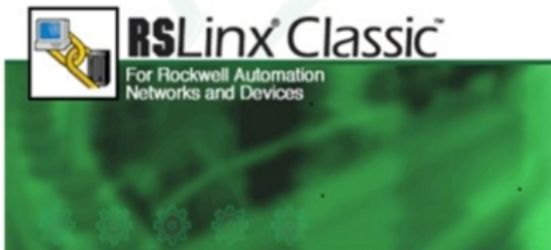 RSLinx® Classic™
For Rockwell Automation
Networks and Devices